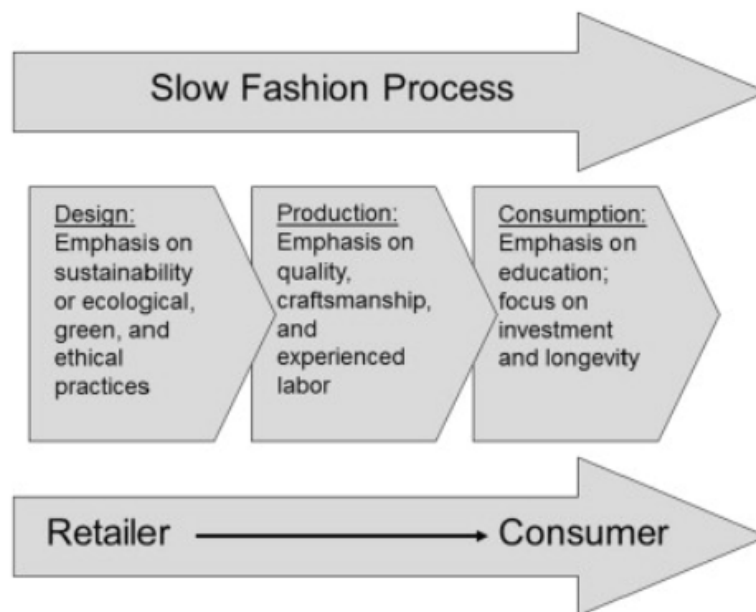 Slow Fashion Process
Design:
Emphasis on
sustainability
or ecological,
green, and
ethical
practices
Production:
Emphasis on
quality,
craftsmanship,
and
experienced
labor
Consumption:
Emphasis on
education;
focus on
investment
and longevity
Retailer
Consumer